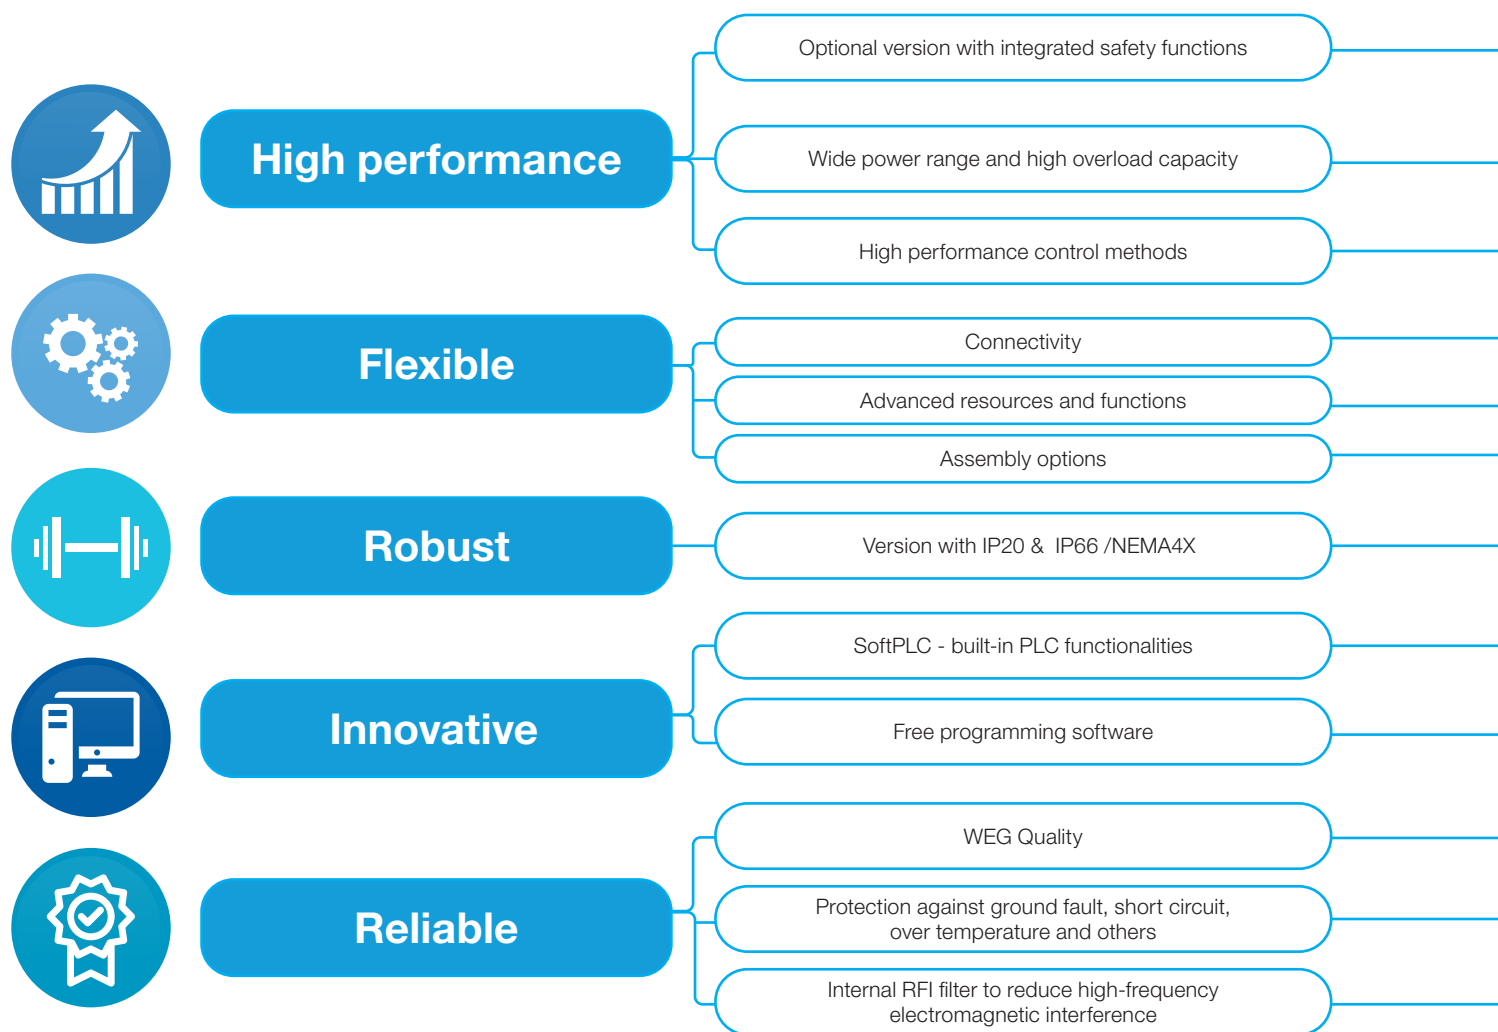 High performance
Optional version with integrated safety functions
Wide power range and high overload capacity
High performance control methods
Flexible
Connectivity
Advanced resources and functions
Assembly options
Robust
Version with IP20 & IP66 /NEMA4X
Innovative
SoftPLC - built-in PLC functionalities
Free programming software
Reliable
WEG Quality
Protection against ground fault, short circuit,
over temperature and others
Internal RFI filter to reduce high-frequency
electromagnetic interference